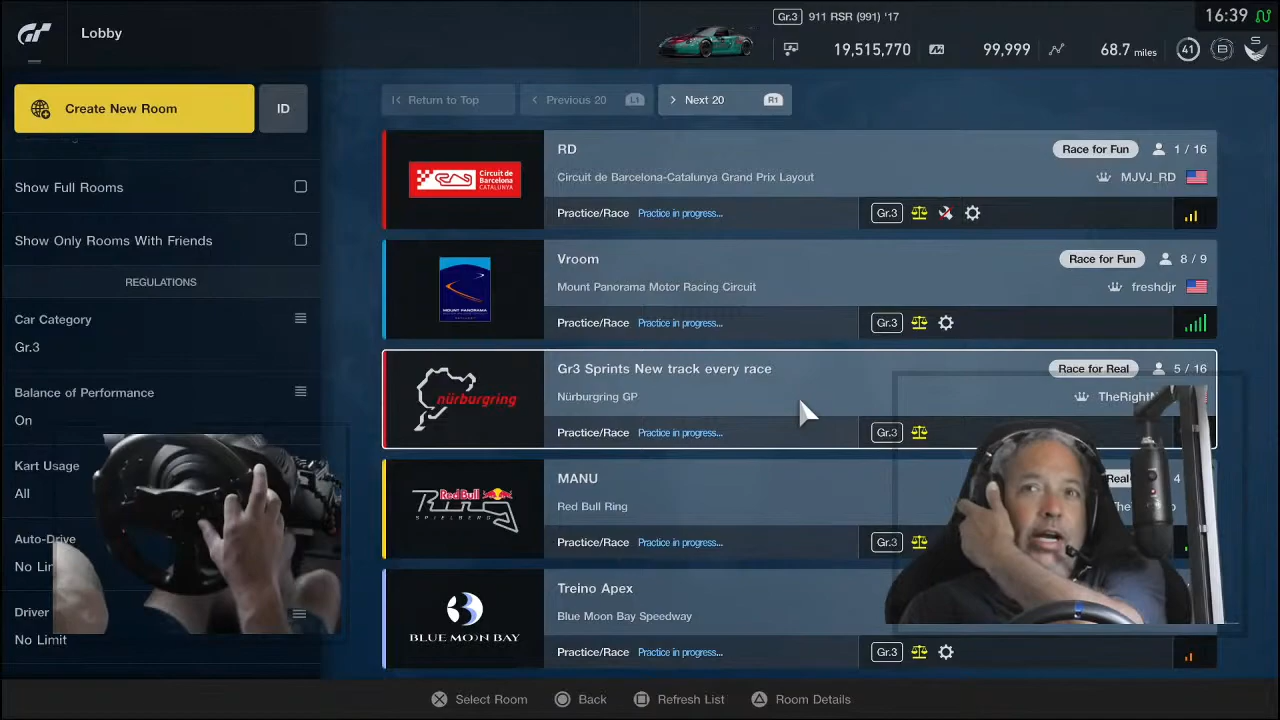 Lobby
Gr.3 911 RSR (991) '17
19,515,770 99,999 68.7 miles 41 B S
16:39
Create New Room ID
Return to Top Previous 20 L1 Next 20 R1
Show Full Rooms
Show Only Rooms With Friends
REGULATIONS
Car Category
Gr.3
Balance of Performance
On
Kart Usage
All
Auto-Drive
Driver
No Limit
RD Race for Fun 1 / 16
Circuit de Barcelona-Catalunya Grand Prix Layout MJVJ_RD
Practice/Race Practice in progress... Gr.3
Circuit de
Barcelona
CATALUNYA
Vroom Race for Fun 8 / 9
Mount Panorama Motor Racing Circuit freshdjr
Practice/Race Practice in progress... Gr.3
MOUNT PANORAMA
Gr3 Sprints New track every race Race for Real 5 / 16
Nürburgring GP
Practice/Race Practice in progress... Gr.3
nürburgring
MANU Real 4
Red Bull Ring
Practice/Race Practice in progress... Gr.3
Red Bull
Ring
SPIELBERG
Treino Apex
Blue Moon Bay Speedway
Practice/Race Practice in progress... Gr.3
BLUE MOON BAY
Select Room Back Refresh List Room Details